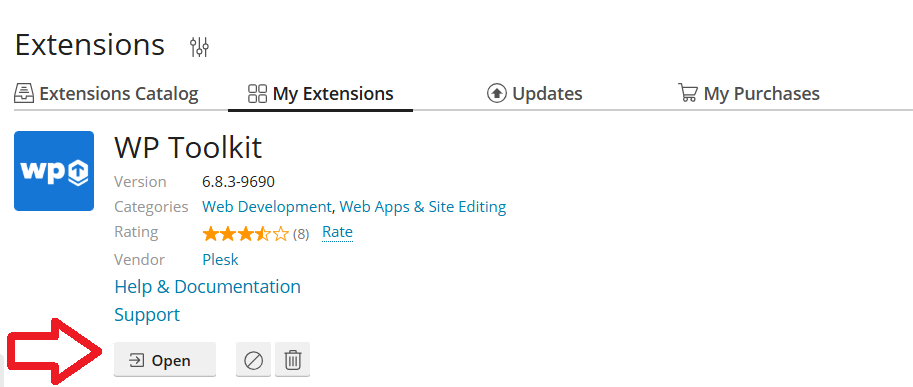 Extensions
Extensions Catalog
My Extensions
Updates
My Purchases
wp
WP Toolkit
Version 6.8.3-9690
Categories Web Development, Web Apps & Site Editing
Rating (8) Rate
Vendor Plesk
Help & Documentation
Support
Open